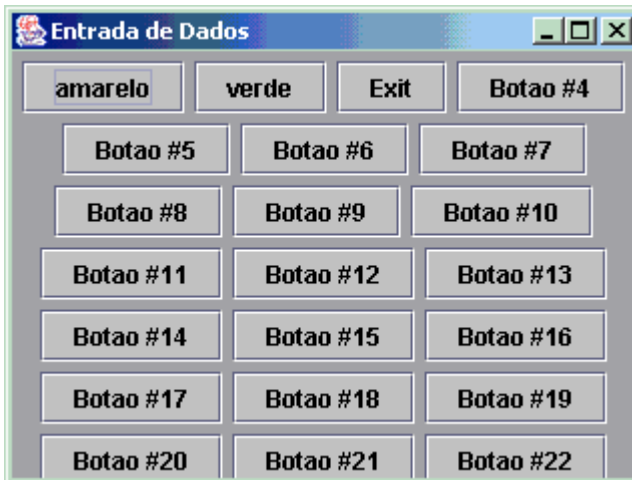 Entrada de Dados
amarelo verde Exit Botao #4
Botao #5 Botao #6 Botao #7
Botao #8 Botao #9 Botao #10
Botao #11 Botao #12 Botao #13
Botao #14 Botao #15 Botao #16
Botao #17 Botao #18 Botao #19
Botao #20 Botao #21 Botao #22